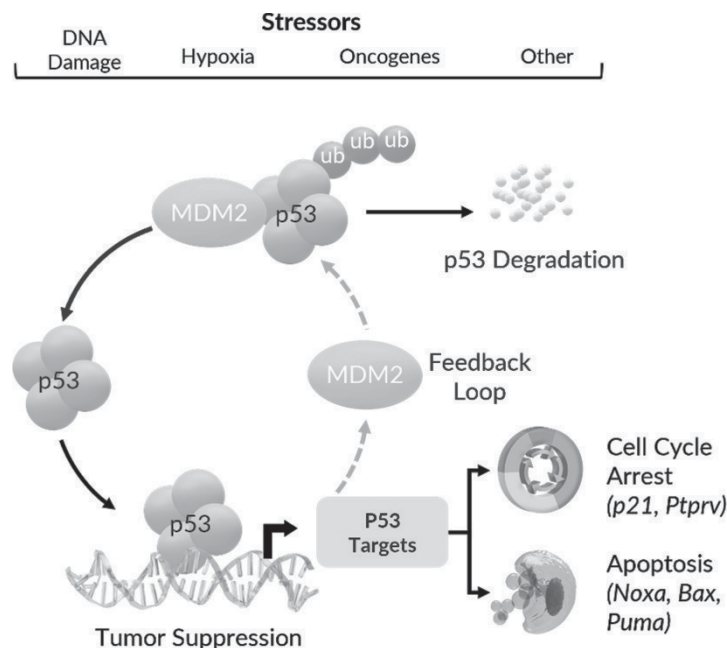 Stressors
DNA
Damage
Hypoxia
Oncogenes
Other
ub
ub
ub
MDM2
p53
p53 Degradation
p53
MDM2
Feedback
Loop
p53
P53
Targets
Cell Cycle
Arrest
(p21, Ptprv)
Apoptosis
(Noxa, Bax,
Puma)
Tumor Suppression